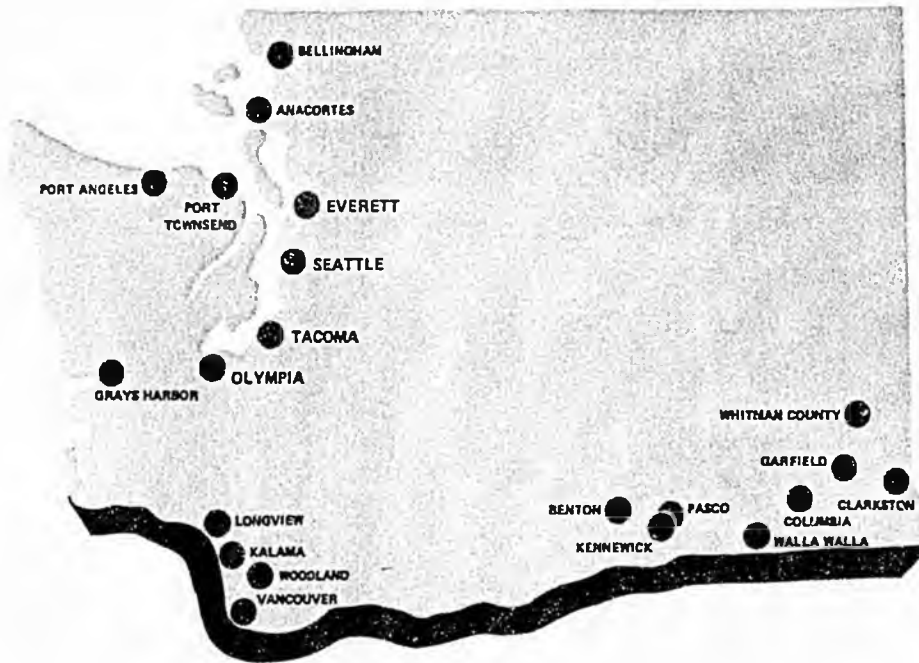 BELLINGHAM
ANACORTES
PORT ANGELES
PORT
TOWNSEND
EVERETT
SEATTLE
TACOMA
OLYMPIA
GRAYS HARBOR
WHITMAN COUNTY
GARFIELD
CLARKSTON
COLUMBIA
BENTON
PASCO
KENNEWICK
WALLA WALLA
LONGVIEW
KALAMA
WOODLAND
VANCOUVER